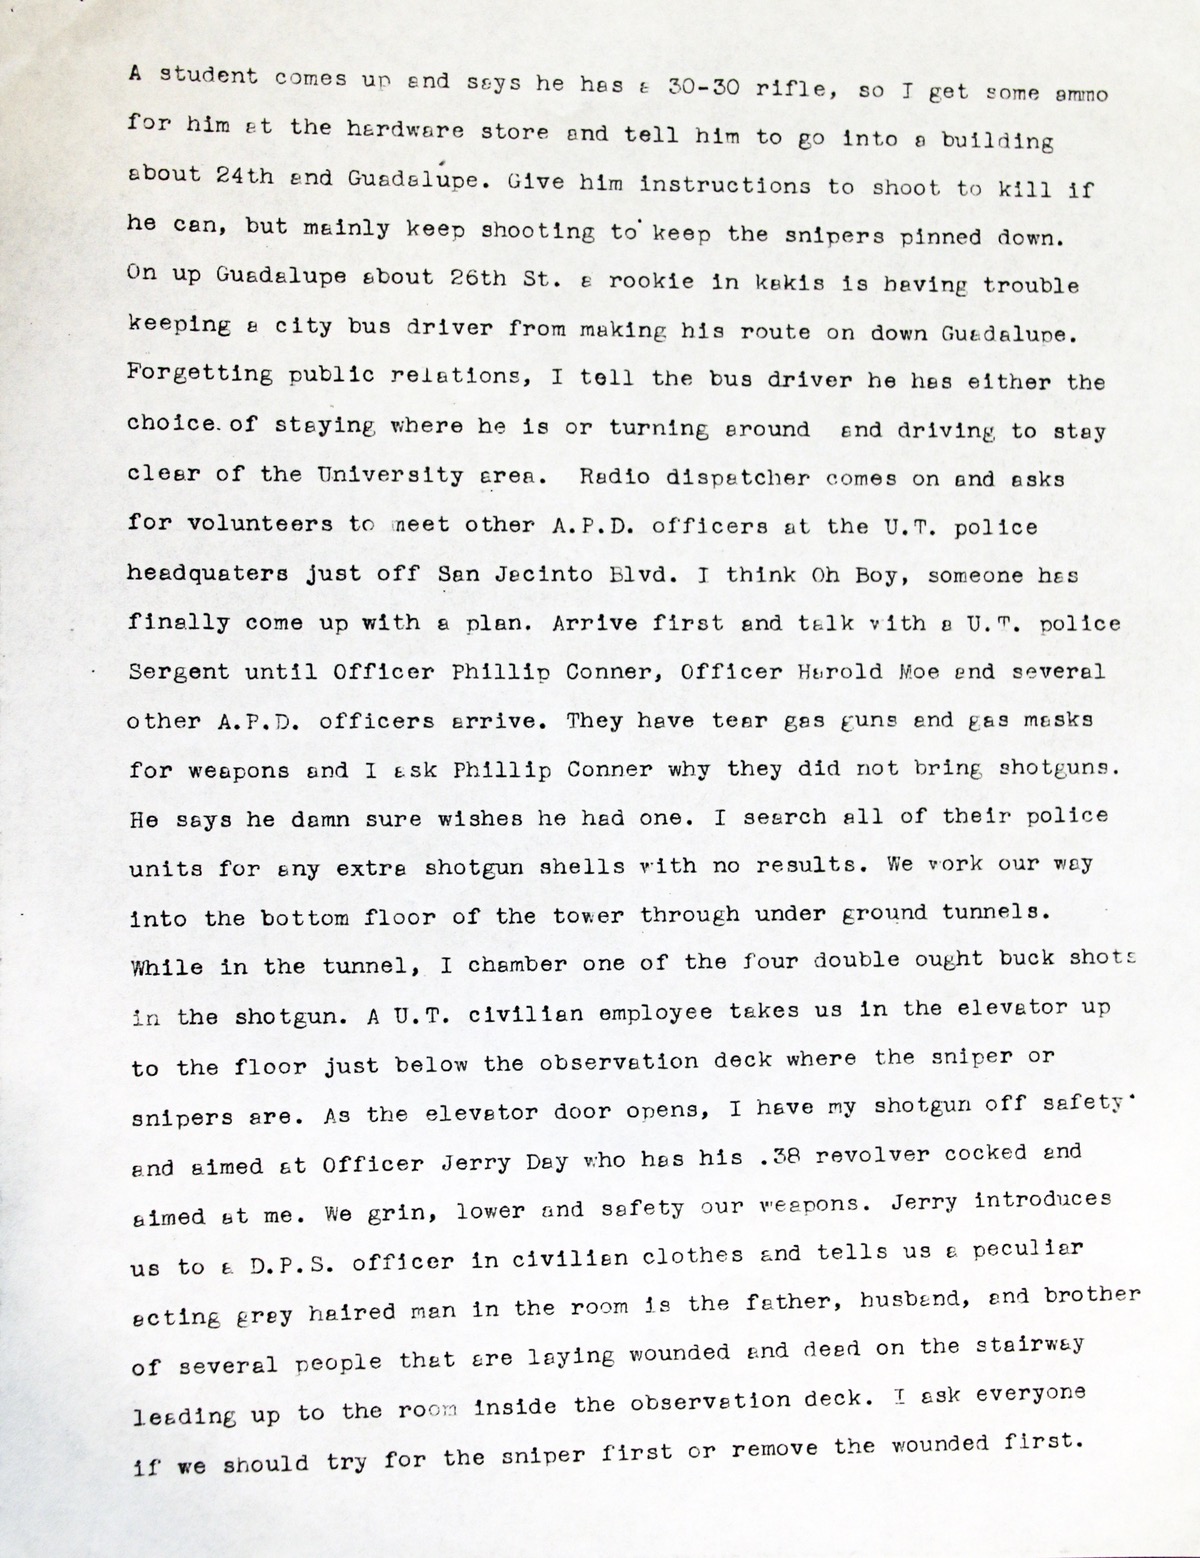 A student comes up and says he has a 30-30 rifle, so I get some ammo
for him at the hardware store and tell him to go into a building
about 24th and Guadalupe. Give him instructions to shoot to kill if
he can, but mainly keep shooting to keep the snipers pinned down.
On up Guadalupe about 26th St. a rookie in kakis is having trouble
keeping a city bus driver from making his route on down Guadalupe.
Forgetting public relations, I tell the bus driver he has either the
choice.of staying where he is or turning around  and driving to stay
clear of the University area.  Radio dispatcher comes on and asks
for volunteers to meet other A.P.D. officers at the U.T. police
headquaters just off San Jacinto Blvd. I think Oh Boy, someone has
finally come up with a plan. Arrive first and talk with a U.T. police
Sergent until Officer Phillip Conner, Officer Harold Moe and several
other A.P.D. officers arrive. They have tear gas guns and gas masks
for weapons and I ask Phillip Conner why they did not bring shotguns.
He says he damn sure wishes he had one. I search all of their police
units for any extra shotgun shells with no results. We work our way
into the bottom floor of the tower through under ground tunnels.
While in the tunnel, I chamber one of the four double ought buck shots
in the shotgun. A U.T. civilian employee takes us in the elevator up
to the floor just below the observation deck where the sniper or
snipers are. As the elevator door opens, I have my shotgun off safety
and aimed at Officer Jerry Day who has his .38 revolver cocked and
aimed at me. We grin, lower and safety our weapons. Jerry introduces
us to a D.P.S. officer in civilian clothes and tells us a peculiar
acting gray haired man in the room is the father, husband, and brother
of several people that are laying wounded and dead on the stairway
leading up to the room inside the observation deck. I ask everyone
if we should try for the sniper first or remove the wounded first.